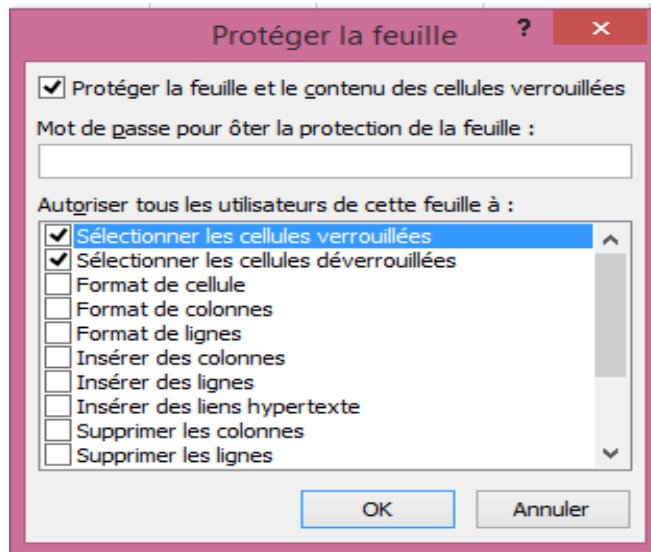 Protéger la feuille ?
Protéger la feuille et le contenu des cellules verrouillées
Mot de passe pour ôter la protection de la feuille :
Autoriser tous les utilisateurs de cette feuille à :
Sélectionner les cellules verrouillées
Sélectionner les cellules déverrouillées
Format de cellule
Format de colonnes
Format de lignes
Insérer des colonnes
Insérer des lignes
Insérer des liens hypertexte
Supprimer les colonnes
Supprimer les lignes
OK Annuler